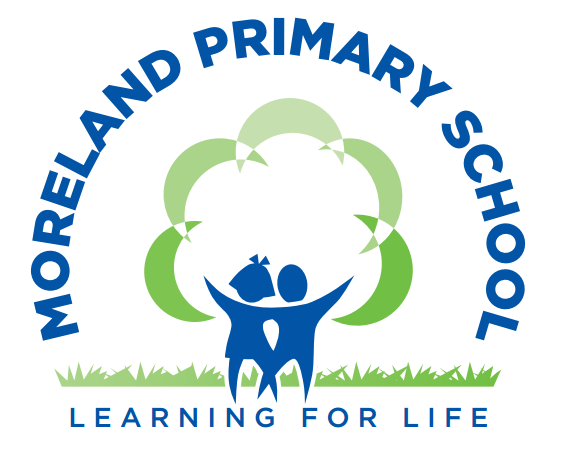 MORELAND PRIMARY SCHOOL
LEARNING FOR LIFE